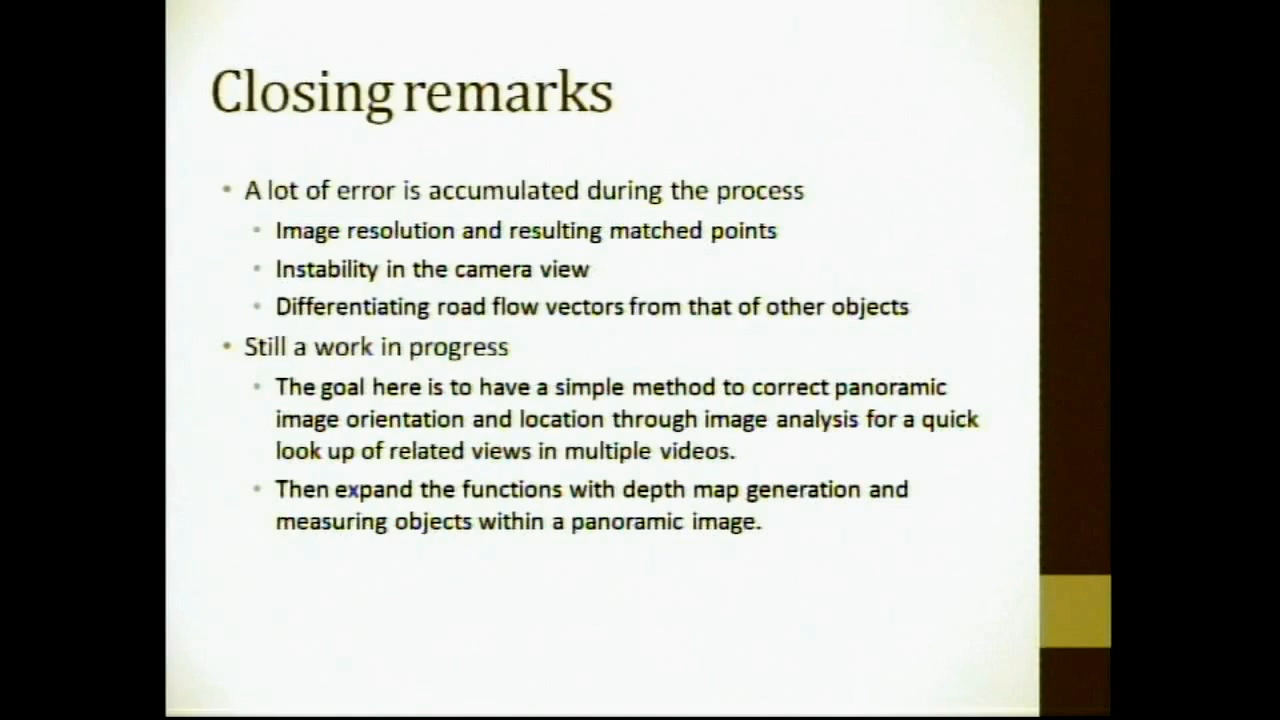 Closing remarks
• A lot of error is accumulated during the process
• Image resolution and resulting matched points
• Instability in the camera view
• Differentiating road flow vectors from that of other objects
• Still a work in progress
• The goal here is to have a simple method to correct panoramic
image orientation and location through image analysis for a quick
look up of related views in multiple videos.
• Then expand the functions with depth map generation and
measuring objects within a panoramic image.